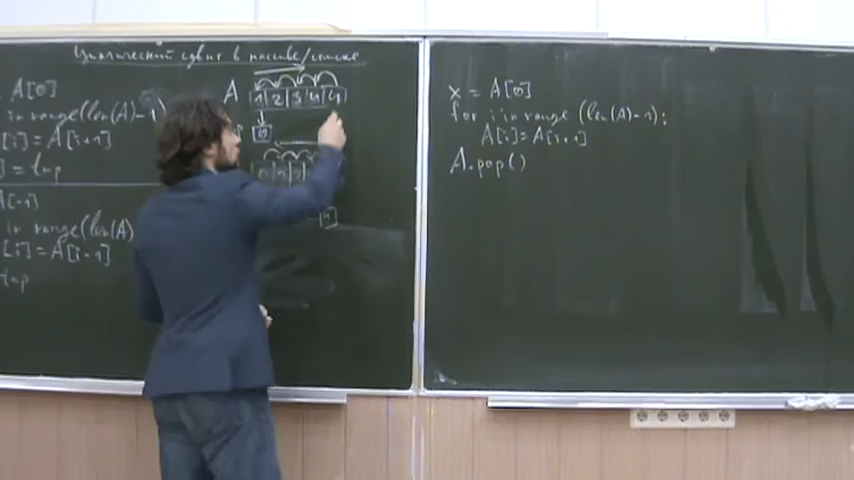 Циклический сдвиг в массиве/списке
A[0]
in range(len(A)-1)
A[i+1]
= tmp
A[-1]
in range(len(A)
[i]=A[i-1]
tmp
A
1 2 3 4 4
0
x = A[0]
for i in range (len(A)-1):
A[i]=A[i+1]
A.pop()